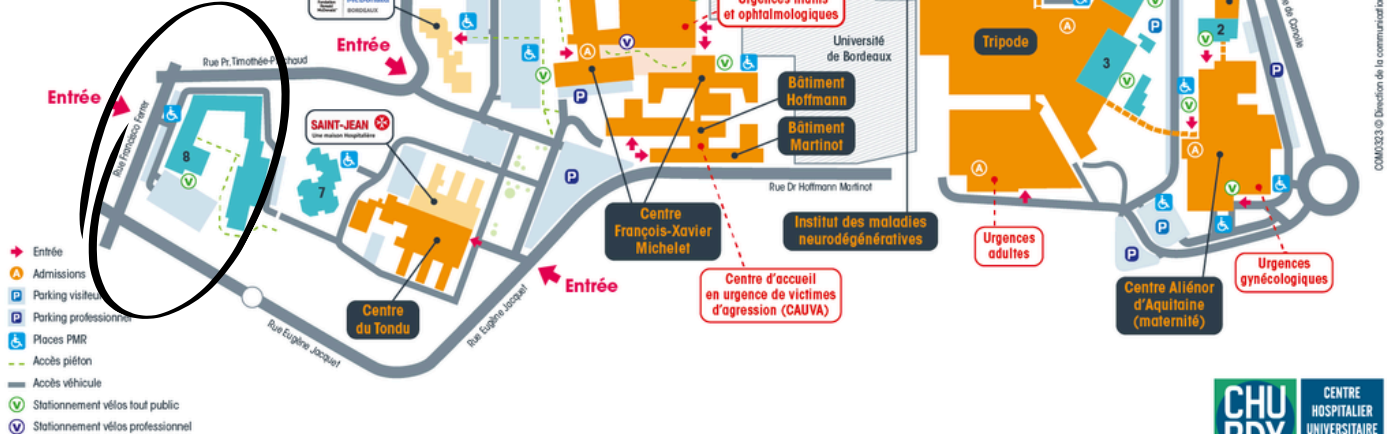 BORDEAUX
Entrée
Rue Pr. Timothée-P chaud
Entrée
Rue Francisco Ferrer
8
V
SAINT-JEAN
Une maison Hospitalière
7
A
V
V
P
V
P
et ophtalmologiques
Université
de Bordeaux
Bâtiment
Hoffmann
Bâtiment
Martinot
Rue Dr Hoffmann Martinot
Centre
François-Xavier
Michelet
Institut des maladies
neurodégénératives
Centre d'accueil
en urgence de victimes
d'agression (CAUVA)
Entrée
Rue Eugène Jacquet
Rue Eugène Jacquet
Centre
du Tondu
Tripode
A
3
V
P
V
2
V
V
P
A
A
V
P
Urgences
adultes
Urgences
gynécologiques
Centre Aliénor
d'Aquitaine
(maternité)
COM0323 © Direction de la communication
Entrée
A Admissions
P Parking visiteu
P Parking professionnel
Places PMR
Accès piéton
Accès véhicule
V Stationnement vélos tout public
V Stationnement vélos professionnel
CHU
CENTRE
HOSPITALIER
UNIVERSITAIRE